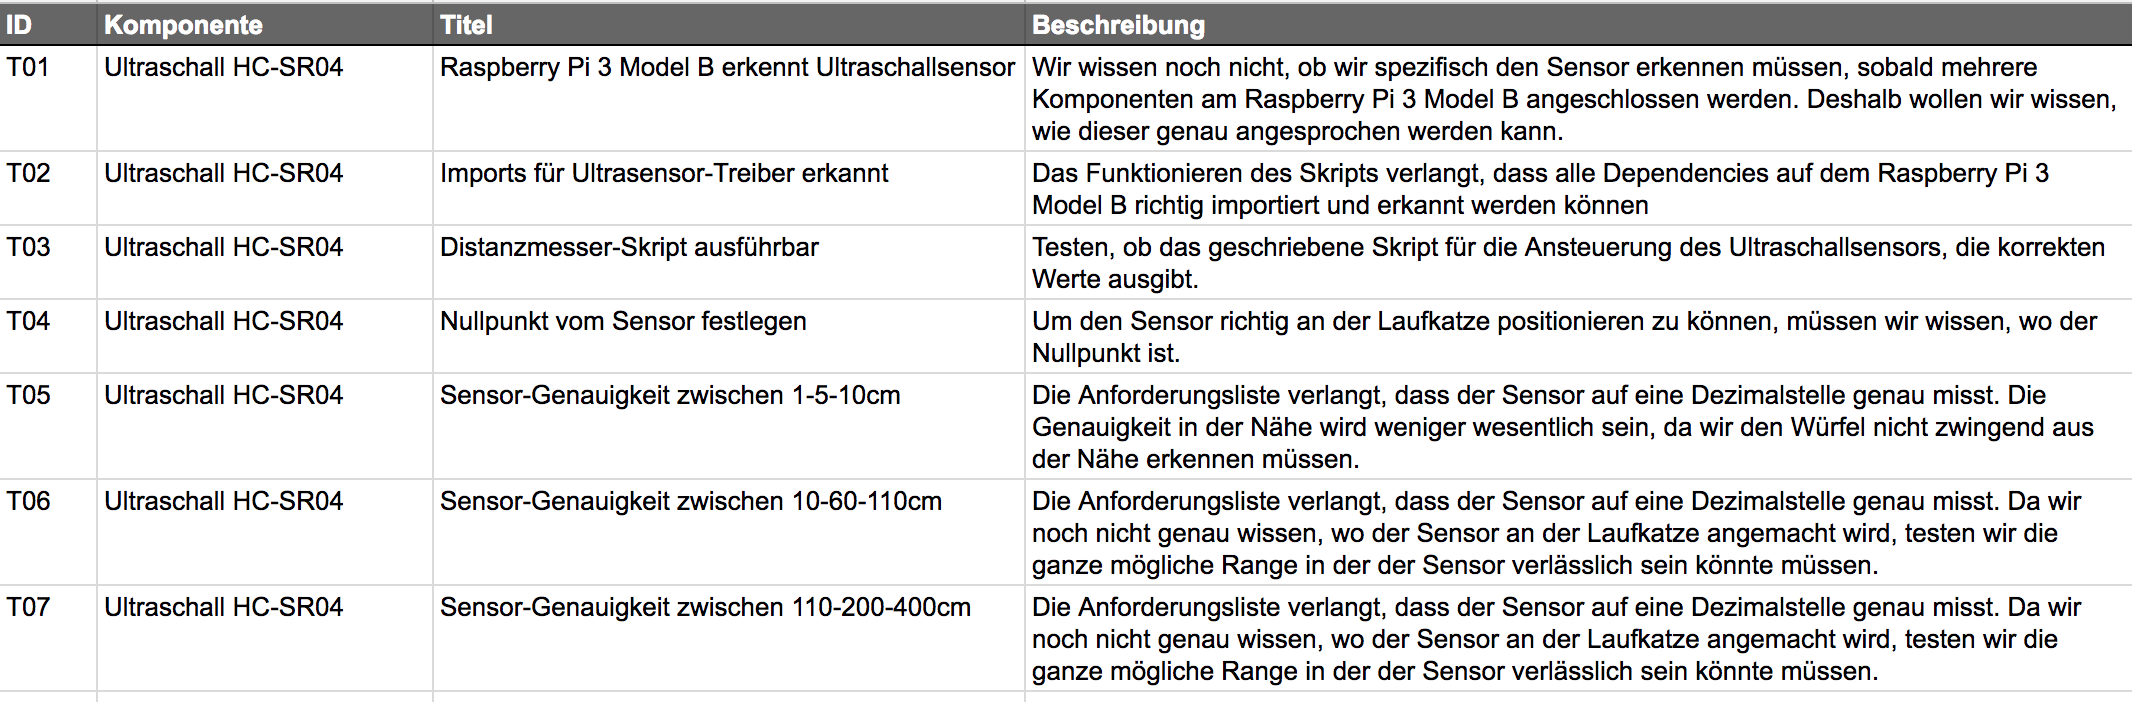 ID Komponente Titel Beschreibung
T01 Ultraschall HC-SR04 Raspberry Pi 3 Model B erkennt Ultraschallsensor Wir wissen noch nicht, ob wir spezifisch den Sensor erkennen müssen, sobald mehrere
Komponenten am Raspberry Pi 3 Model B angeschlossen werden. Deshalb wollen wir wissen,
wie dieser genau angesprochen werden kann.
T02 Ultraschall HC-SR04 Imports für Ultrasensor-Treiber erkannt Das Funktionieren des Skripts verlangt, dass alle Dependencies auf dem Raspberry Pi 3
Model B richtig importiert und erkannt werden können
T03 Ultraschall HC-SR04 Distanzmesser-Skript ausführbar Testen, ob das geschriebene Skript für die Ansteuerung des Ultraschallsensors, die korrekten
Werte ausgibt.
T04 Ultraschall HC-SR04 Nullpunkt vom Sensor festlegen Um den Sensor richtig an der Laufkatze positionieren zu können, müssen wir wissen, wo der
Nullpunkt ist.
T05 Ultraschall HC-SR04 Sensor-Genauigkeit zwischen 1-5-10cm Die Anforderungsliste verlangt, dass der Sensor auf eine Dezimalstelle genau misst. Die
Genauigkeit in der Nähe wird weniger wesentlich sein, da wir den Würfel nicht zwingend aus
der Nähe erkennen müssen.
T06 Ultraschall HC-SR04 Sensor-Genauigkeit zwischen 10-60-110cm Die Anforderungsliste verlangt, dass der Sensor auf eine Dezimalstelle genau misst. Da wir
noch nicht genau wissen, wo der Sensor an der Laufkatze angemacht wird, testen wir die
ganze mögliche Range in der der Sensor verlässlich sein könnte müssen.
T07 Ultraschall HC-SR04 Sensor-Genauigkeit zwischen 110-200-400cm Die Anforderungsliste verlangt, dass der Sensor auf eine Dezimalstelle genau misst. Da wir
noch nicht genau wissen, wo der Sensor an der Laufkatze angemacht wird, testen wir die
ganze mögliche Range in der der Sensor verlässlich sein könnte müssen.